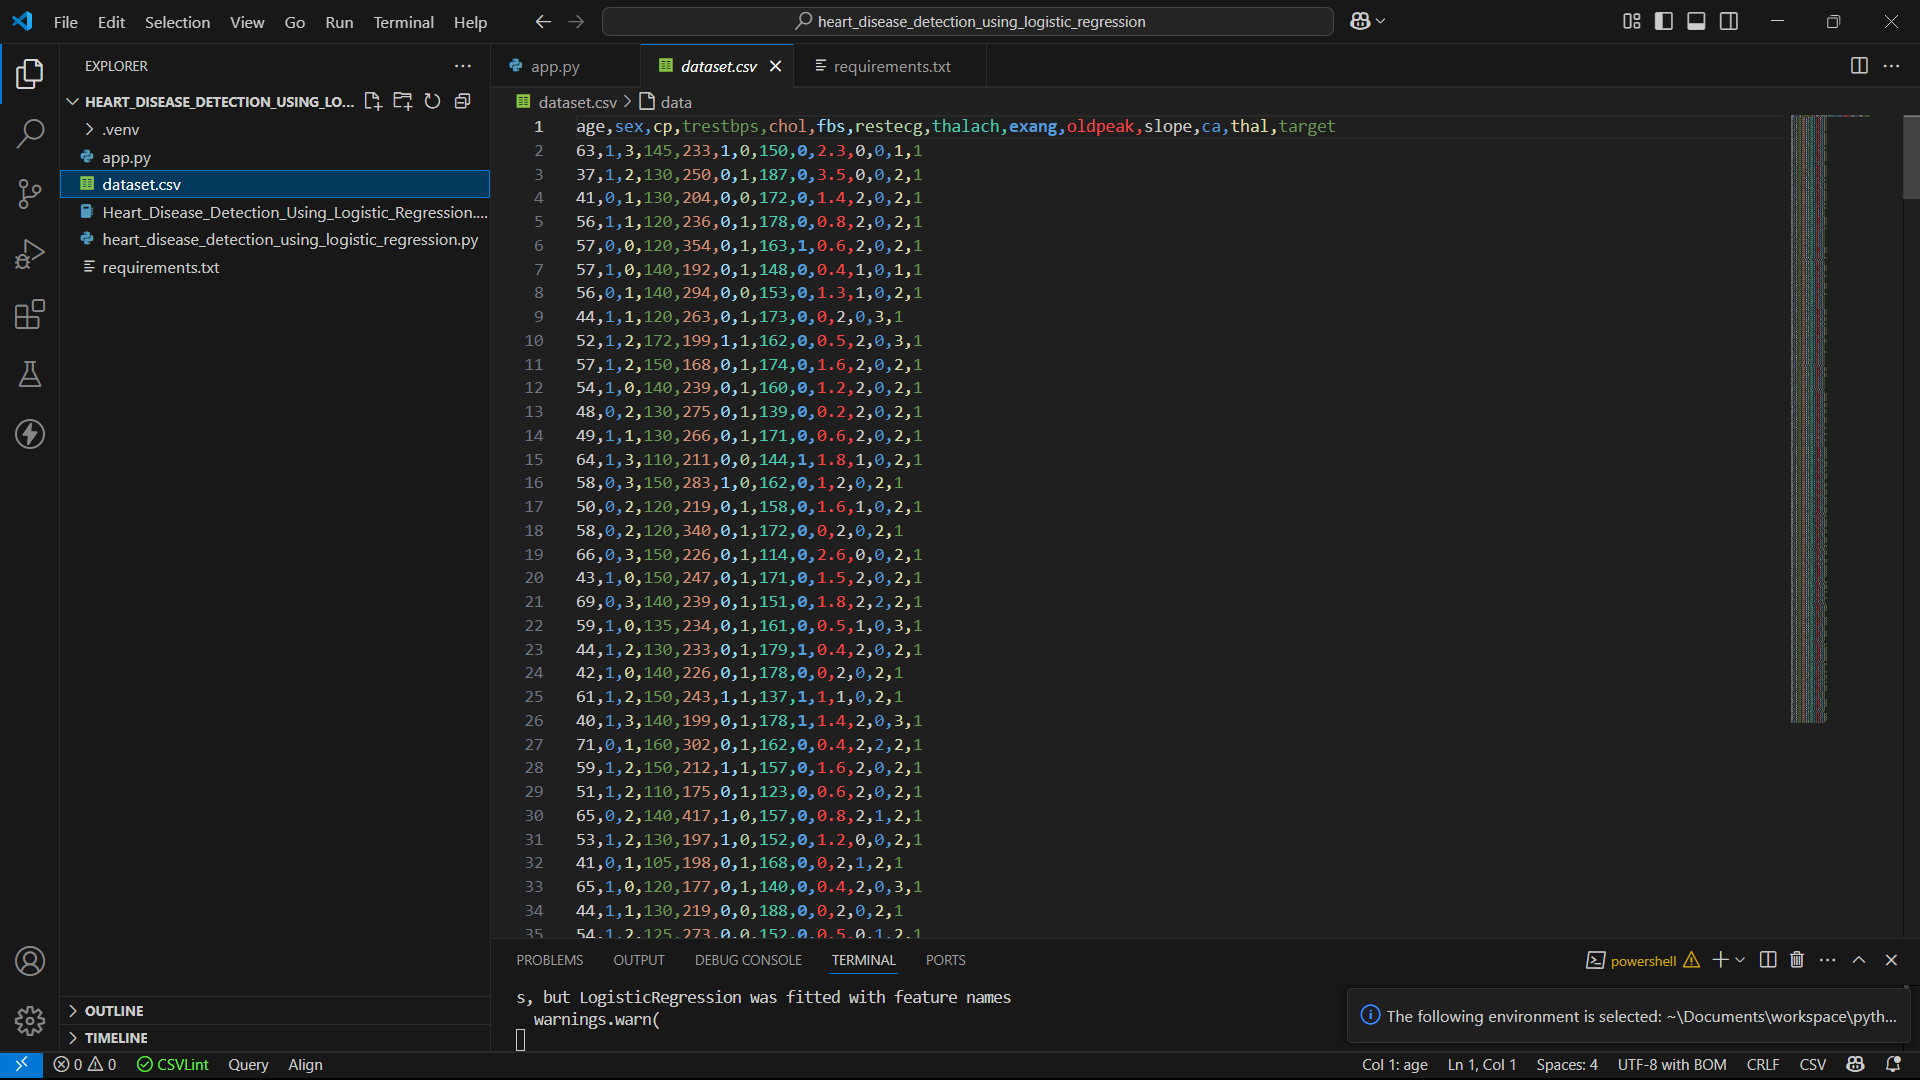 File Edit Selection View Go Run Terminal Help
heart_disease_detection_using_logistic_regression
EXPLORER
HEART_DISEASE_DETECTION_USING_LO...
.venv
app.py
dataset.csv
Heart_Disease_Detection_Using_Logistic_Regression....
heart_disease_detection_using_logistic_regression.py
requirements.txt
OUTLINE
TIMELINE
app.py dataset.csv requirements.txt
dataset.csv > data
1 age,sex,cp,trestbps,chol,fbs,restecg,thalach,exang,oldpeak,slope,ca,thal,target
2 63,1,3,145,233,1,0,150,0,2.3,0,0,1,1
3 37,1,2,130,250,0,1,187,0,3.5,0,0,2,1
4 41,0,1,130,204,0,0,172,0,1.4,2,0,2,1
5 56,1,1,120,236,0,1,178,0,0.8,2,0,2,1
6 57,0,0,120,354,0,1,163,1,0.6,2,0,2,1
7 57,1,0,140,192,0,1,148,0,0.4,1,0,1,1
8 56,0,1,140,294,0,0,153,0,1.3,1,0,2,1
9 44,1,1,120,263,0,1,173,0,0,2,0,3,1
10 52,1,2,172,199,1,1,162,0,0.5,2,0,3,1
11 57,1,2,150,168,0,1,174,0,1.6,2,0,2,1
12 54,1,0,140,239,0,1,160,0,1.2,2,0,2,1
13 48,0,2,130,275,0,1,139,0,0.2,2,0,2,1
14 49,1,1,130,266,0,1,171,0,0.6,2,0,2,1
15 64,1,3,110,211,0,0,144,1,1.8,1,0,2,1
16 58,0,3,150,283,1,0,162,0,1,2,0,2,1
17 50,0,2,120,219,0,1,158,0,1.6,1,0,2,1
18 58,0,2,120,340,0,1,172,0,0,2,0,2,1
19 66,0,3,150,226,0,1,114,0,2.6,0,0,2,1
20 43,1,0,150,247,0,1,171,0,1.5,2,0,2,1
21 69,0,3,140,239,0,1,151,0,1.8,2,2,2,1
22 59,1,0,135,234,0,1,161,0,0.5,1,0,3,1
23 44,1,2,130,233,0,1,179,1,0.4,2,0,2,1
24 42,1,0,140,226,0,1,178,0,0,2,0,2,1
25 61,1,2,150,243,1,1,137,1,1,1,0,2,1
26 40,1,3,140,199,0,1,178,1,1.4,2,0,3,1
27 71,0,1,160,302,0,1,162,0,0.4,2,2,2,1
28 59,1,2,150,212,1,1,157,0,1.6,2,0,2,1
29 51,1,2,110,175,0,1,123,0,0.6,2,0,2,1
30 65,0,2,140,417,1,0,157,0,0.8,2,1,2,1
31 53,1,2,130,197,1,0,152,0,1.2,0,0,2,1
32 41,0,1,105,198,0,1,168,0,0,2,1,2,1
33 65,1,0,120,177,0,1,140,0,0.4,2,0,3,1
34 44,1,1,130,219,0,0,188,0,0,2,0,2,1
35 54,1,2,125,273,0,0,152,0,0.5,0,1,2,1
PROBLEMS OUTPUT DEBUG CONSOLE TERMINAL PORTS
powershell
s, but LogisticRegression was fitted with feature names
warnings.warn(
The following environment is selected: ~\Documents\workspace\pyth...
0 0 CSVLint Query Align Col 1: age Ln 1, Col 1 Spaces: 4 UTF-8 with BOM CRLF CSV